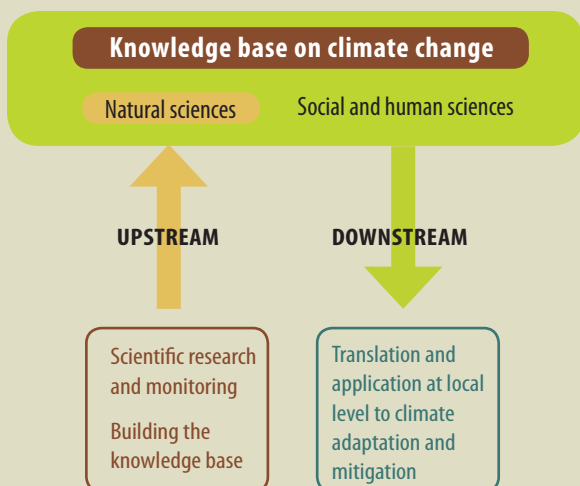 Knowledge base on climate change
Natural sciences
Social and human sciences
UPSTREAM
DOWNSTREAM
Scientific research
and monitoring
Building the
knowledge base
Translation and
application at local
level to climate
adaptation and
mitigation